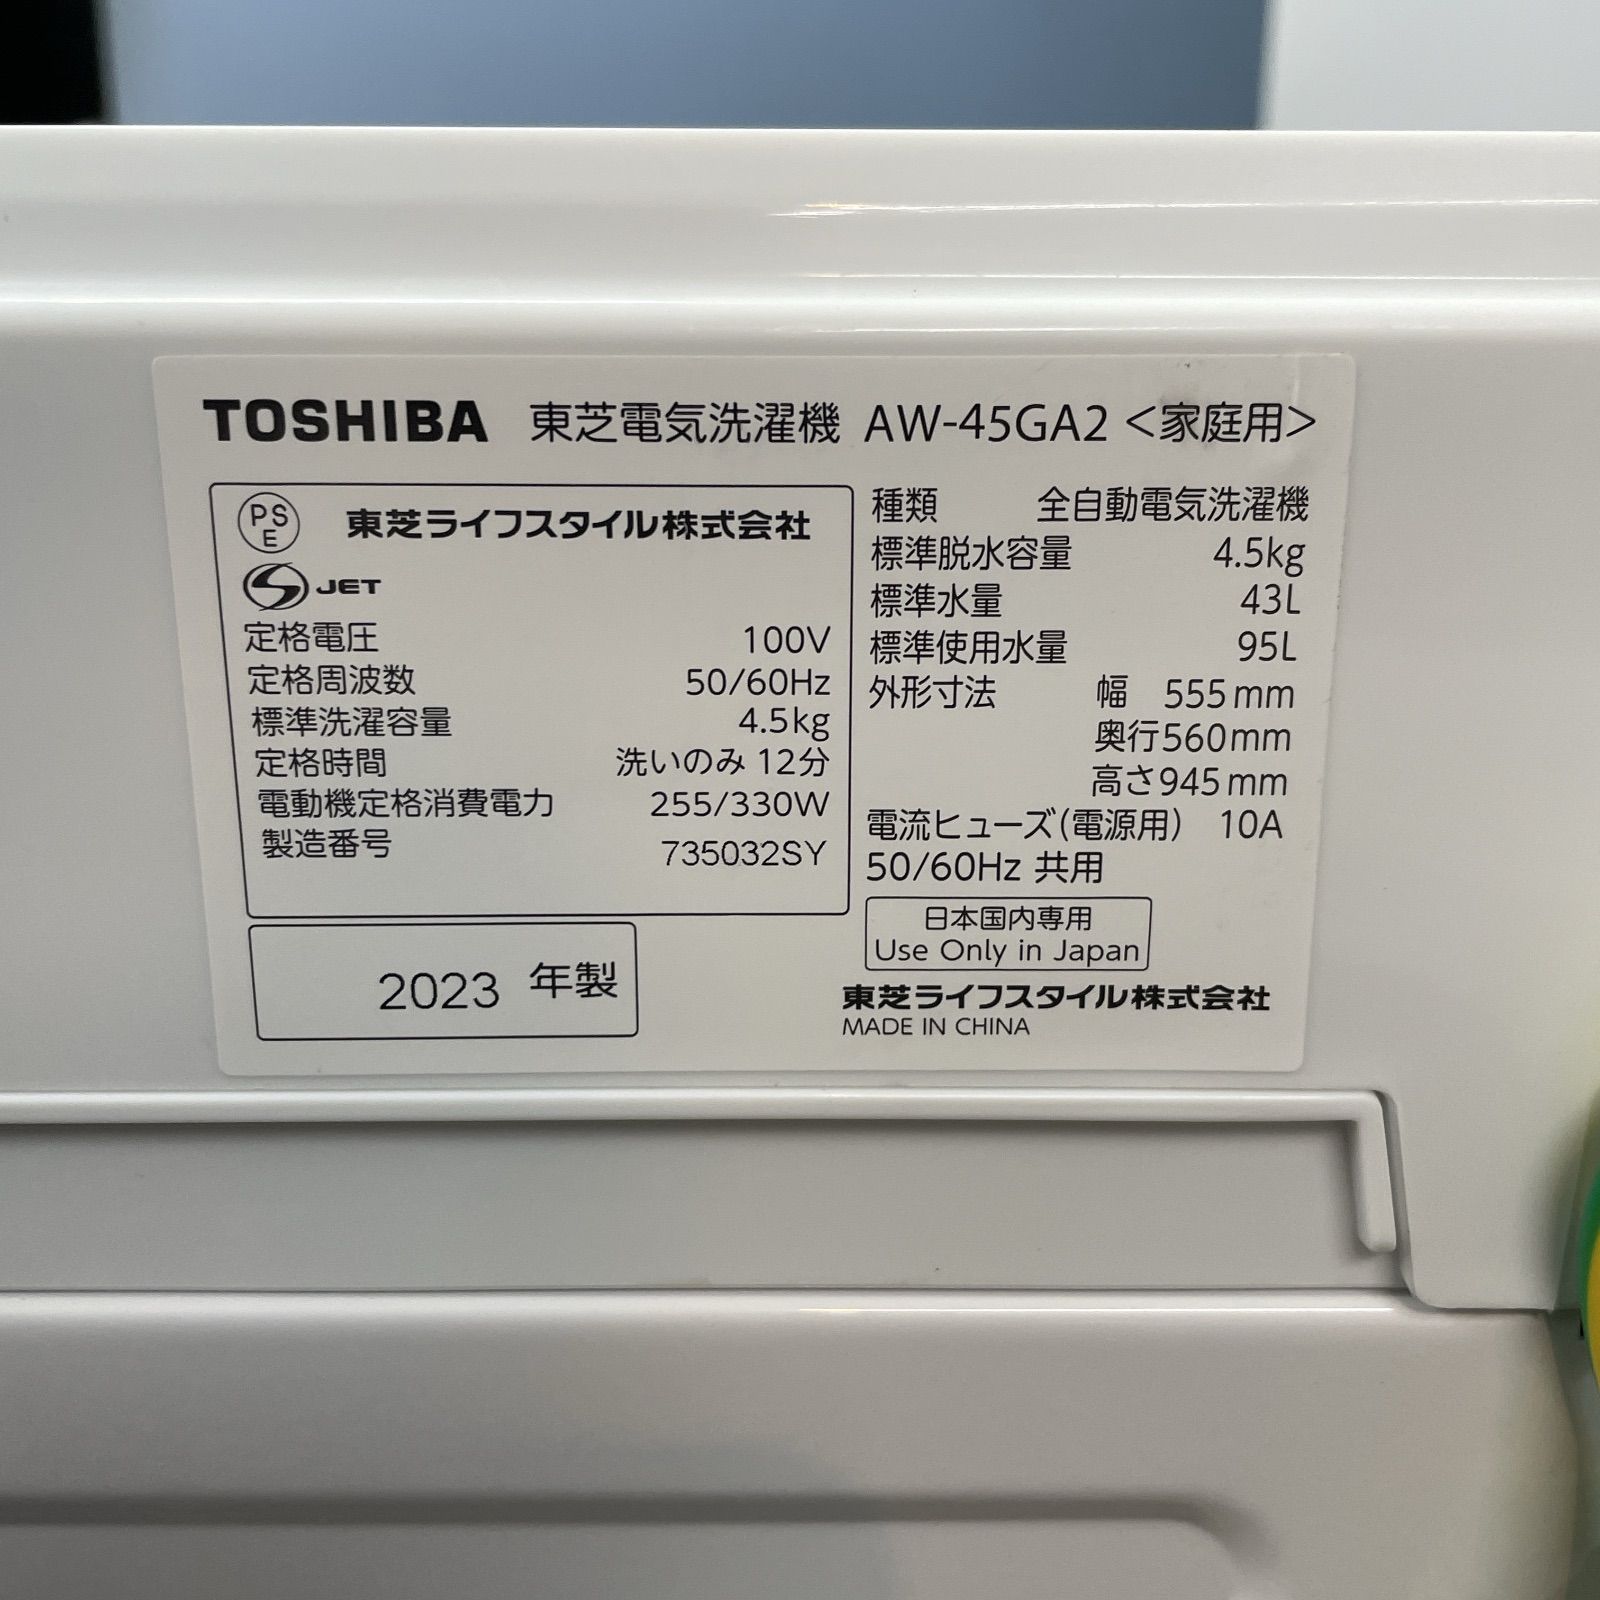 TOSHIBA 東芝電気洗濯機 AW-45GA2 <家庭用>
PS
E
東芝ライフスタイル株式会社
S JET
定格電圧 100V
定格周波数 50/60Hz
標準洗濯容量 4.5kg
定格時間 洗いのみ 12分
電動機定格消費電力 255/330W
製造番号 735032SY
2023 年製
種類 全自動電気洗濯機
標準脱水容量 4.5kg
標準水量 43L
標準使用水量 95L
外形寸法 幅 555mm
奥行560mm
高さ945mm
電流ヒューズ(電源用) 10A
50/60Hz 共用
日本国内専用
Use Only in Japan
東芝ライフスタイル株式会社
MADE IN CHINA